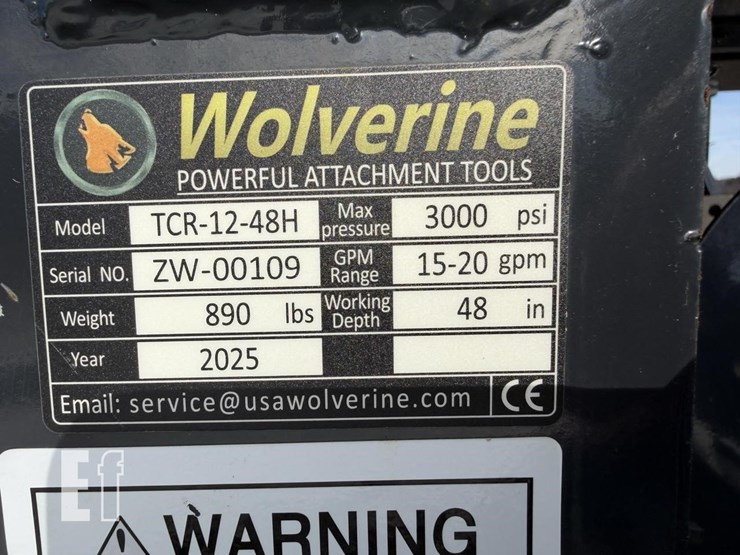 Wolverine
POWERFUL ATTACHMENT TOOLS
Model TCR-12-48H Max pressure 3000 psi
Serial NO. ZW-00109 GPM Range 15-20 gpm
Weight 890 lbs Working Depth 48 in
Year 2025
Email: service@usawolverine.com CE
Ef
WARNING